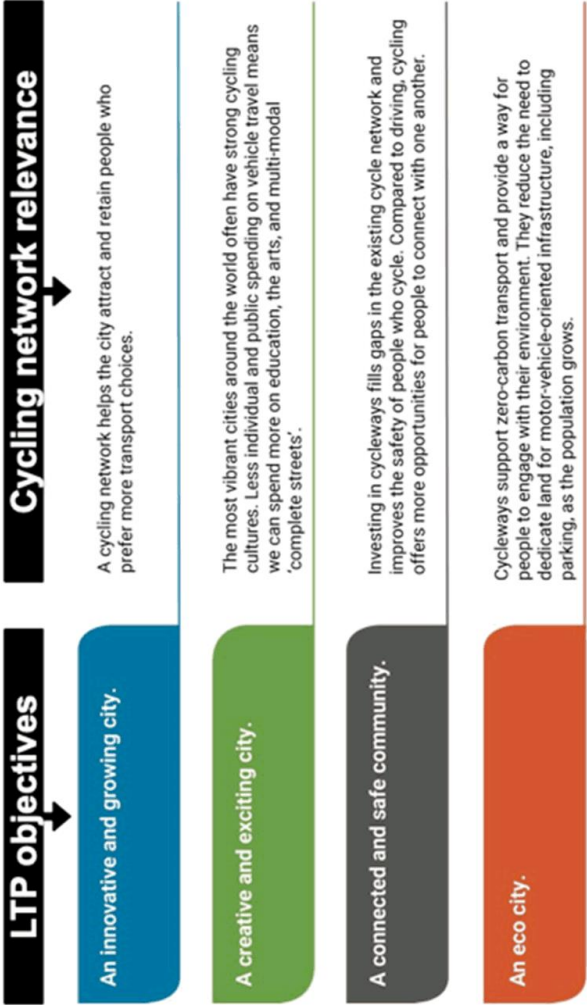 LTP objectives
Cycling network relevance
An innovative and growing city.
A cycling network helps the city attract and retain people who
prefer more transport choices.
A creative and exciting city.
The most vibrant cities around the world often have strong cycling
cultures. Less individual and public spending on vehicle travel means
we can spend more on education, the arts, and multi-modal
‘complete streets’.
A connected and safe community.
Investing in cycleways fills gaps in the existing cycle network and
improves the safety of people who cycle. Compared to driving, cycling
offers more opportunities for people to connect with one another.
An eco city.
Cycleways support zero-carbon transport and provide a way for
people to engage with their environment. They reduce the need to
dedicate land for motor-vehicle-oriented infrastructure, including
parking, as the population grows.